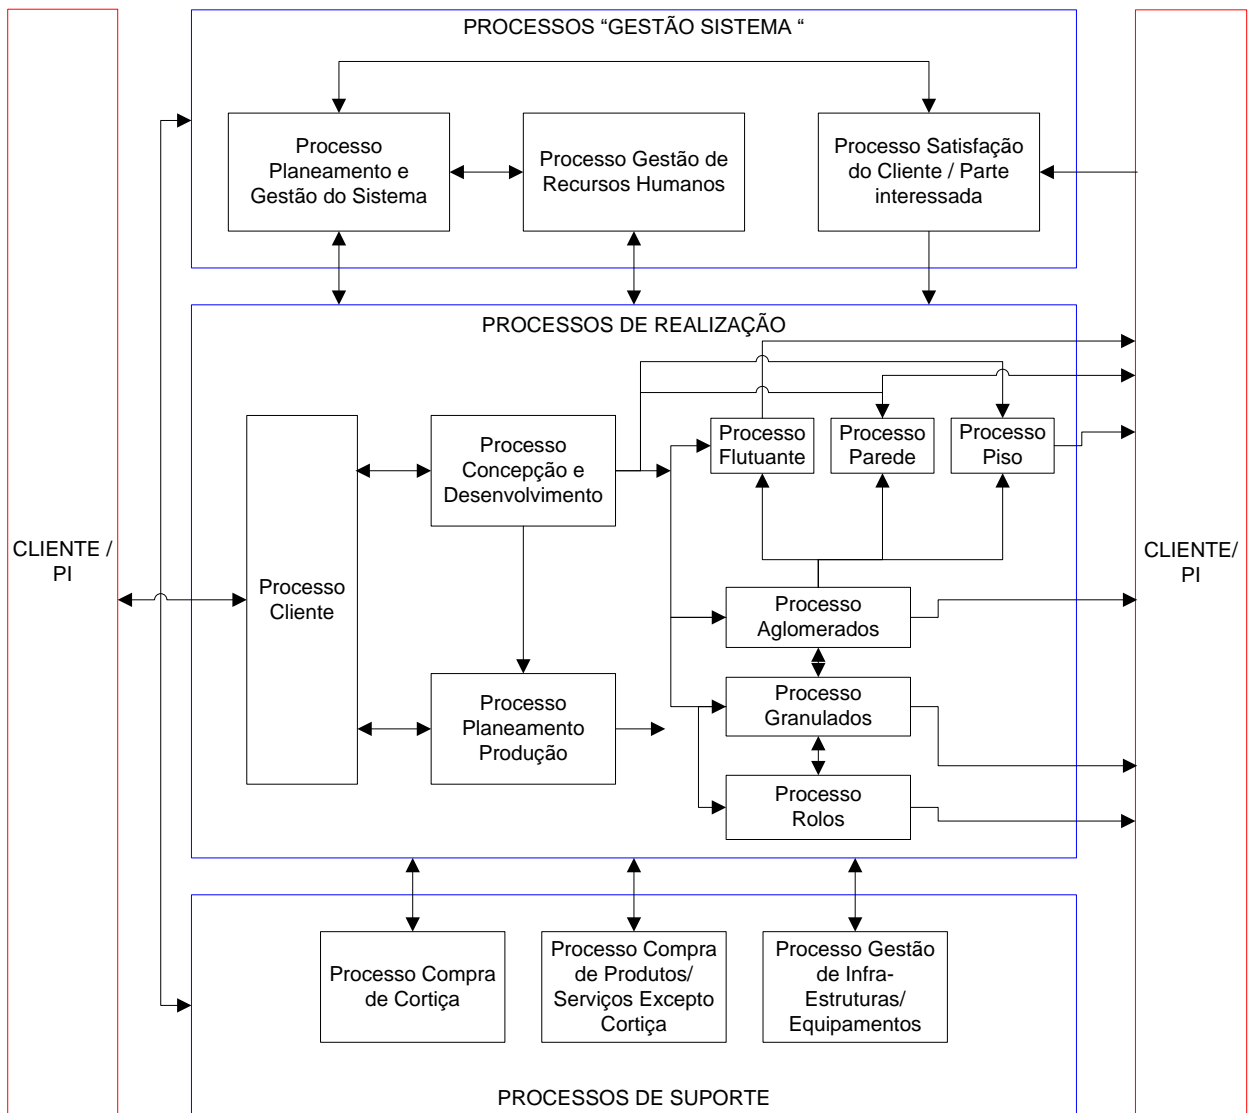 PROCESSOS “GESTÃO SISTEMA “
Processo
Planeamento e
Gestão do Sistema
Processo Gestão de
Recursos Humanos
Processo Satisfação
do Cliente / Parte
interessada
PROCESSOS DE REALIZAÇÃO
CLIENTE /
PI
Processo
Cliente
Processo
Concepção e
Desenvolvimento
Processo
Planeamento
Produção
Processo
Flutuante
Processo
Parede
Processo
Piso
Processo
Aglomerados
Processo
Granulados
Processo
Rolos
CLIENTE/
PI
Processo Compra
de Cortiça
Processo Compra
de Produtos/
Serviços Excepto
Cortiça
Processo Gestão
de Infra-
Estruturas/
Equipamentos
PROCESSOS DE SUPORTE